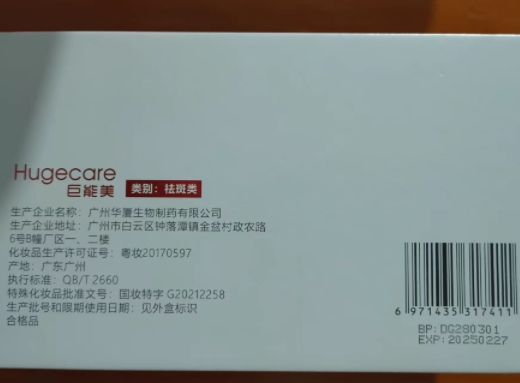 Hugecare
巨能美
类别：祛斑类
生产企业名称：广州华厦生物制药有限公司
生产企业地址：广州市白云区钟落潭镇金盆村政农路
6号B幢厂区一、二楼
化妆品生产许可证号：粤妆20170597
产地：广东广州
执行标准：QB/T 2660
特殊化妆品批准文号：国妆特字 G20212258
生产批号和限期使用日期：见外盒标识
合格品
6 971435 317411
BP: DG280301
EXP: 20250227